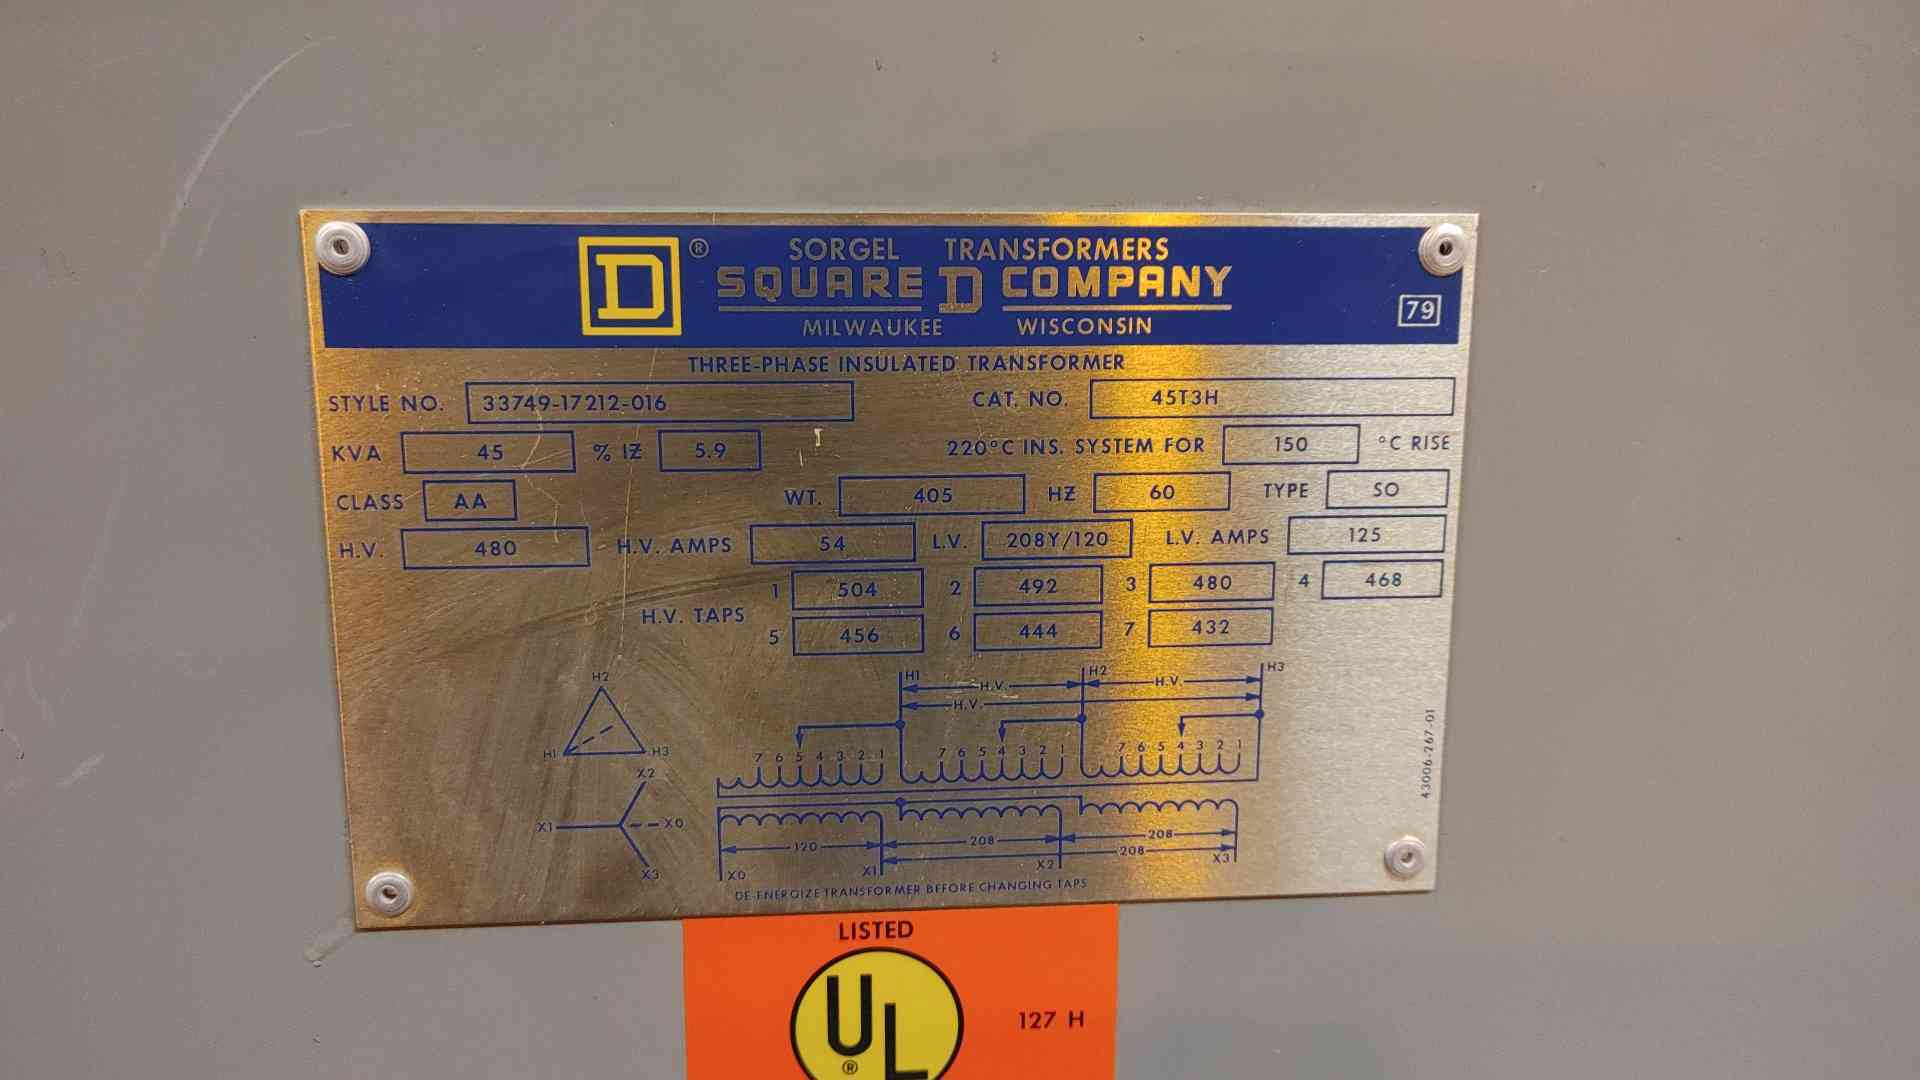 D ® SORGEL TRANSFORMERS
SQUARE D COMPANY
MILWAUKEE WISCONSIN
79
THREE-PHASE INSULATED TRANSFORMER
STYLE NO. 33749-17212-016 CAT. NO. 45T3H
KVA 45 % IZ 5.9 220°C INS. SYSTEM FOR 150 °C RISE
CLASS AA WT. 405 HZ 60 TYPE SO
H.V. 480 H.V. AMPS 54 L.V. 208Y/120 L.V. AMPS 125
H.V. TAPS
1 504 2 492 3 480 4 468
5 456 6 444 7 432
H2
H1 H3
X2
X1 X0
X3
H1 H2 H3
H.V. H.V.
H.V.
7 6 5 4 3 2 1 7 6 5 4 3 2 1 7 6 5 4 3 2 1
120 208 208
208
X0 X1 X2 X3
DE-ENERGIZE TRANSFORMER BEFORE CHANGING TAPS
43006-267-01
LISTED
UL ®
127 H